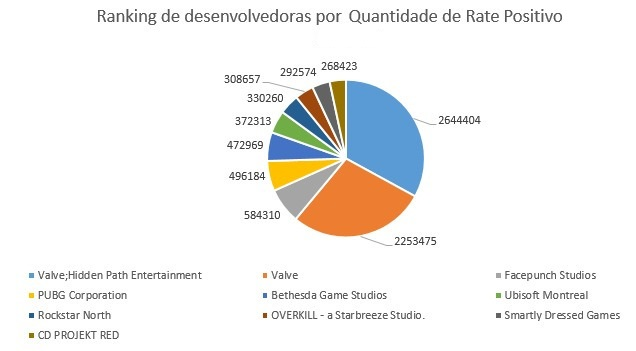 Ranking de desenvolvedoras por Quantidade de Rate Positivo
292574 268423
308657
330260
2644404
372313
472969
496184
584310
2253475
Valve;Hidden Path Entertainment Valve Facepunch Studios
PUBG Corporation Bethesda Game Studios Ubisoft Montreal
Rockstar North OVERKILL - a Starbreeze Studio. Smartly Dressed Games
CD PROJEKT RED